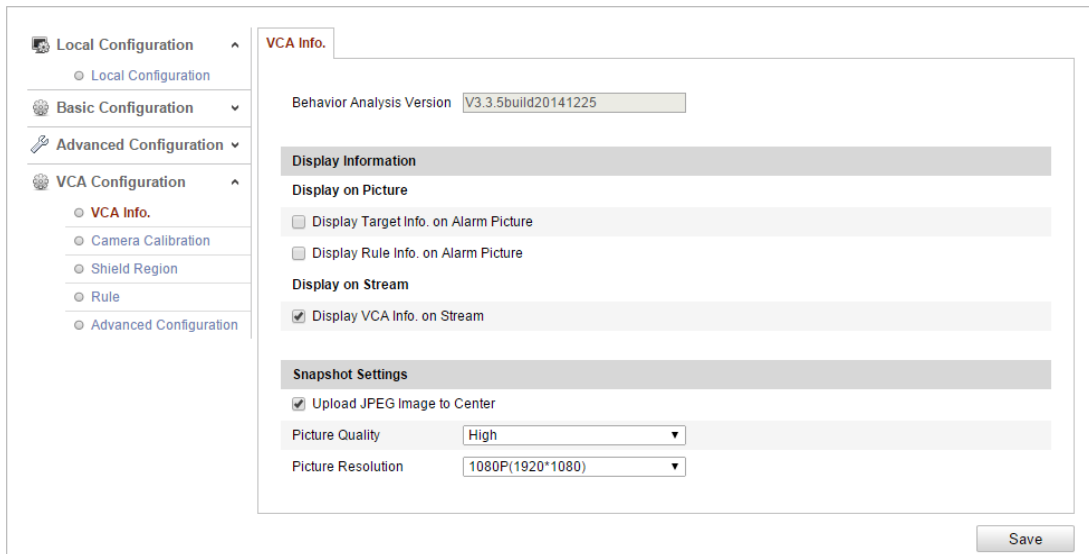 Local Configuration
Local Configuration
Basic Configuration
Advanced Configuration
VCA Configuration
VCA Info.
Camera Calibration
Shield Region
Rule
Advanced Configuration
VCA Info.
Behavior Analysis Version V3.3.5build20141225
Display Information
Display on Picture
Display Target Info. on Alarm Picture
Display Rule Info. on Alarm Picture
Display on Stream
Display VCA Info. on Stream
Snapshot Settings
Upload JPEG Image to Center
Picture Quality High
Picture Resolution 1080P(1920*1080)
Save